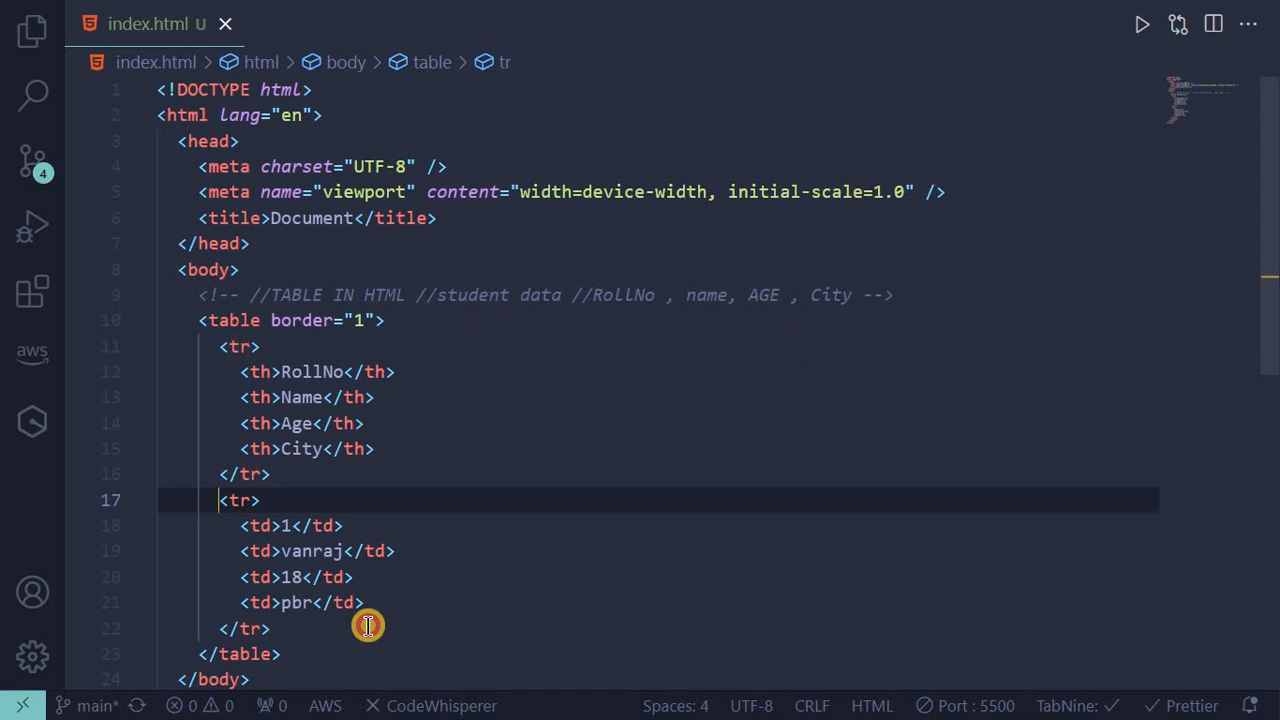 index.html U
index.html > html > body > table > tr
1 <!DOCTYPE html>
2 <html lang="en">
3 <head>
4 <meta charset="UTF-8" />
5 <meta name="viewport" content="width=device-width, initial-scale=1.0" />
6 <title>Document</title>
7 </head>
8 <body>
9 <!-- //TABLE IN HTML //student data //RollNo , name, AGE , City -->
10 <table border="1">
11 <tr>
12 <th>RollNo</th>
13 <th>Name</th>
14 <th>Age</th>
15 <th>City</th>
16 </tr>
17 <tr>
18 <td>1</td>
19 <td>vanraj</td>
20 <td>18</td>
21 <td>pbr</td>
22 </tr>
23 </table>
24 </body>
4
aws
main* 0 0 0 AWS CodeWhisperer Spaces: 4 UTF-8 CRLF HTML Port : 5500 TabNine: Prettier